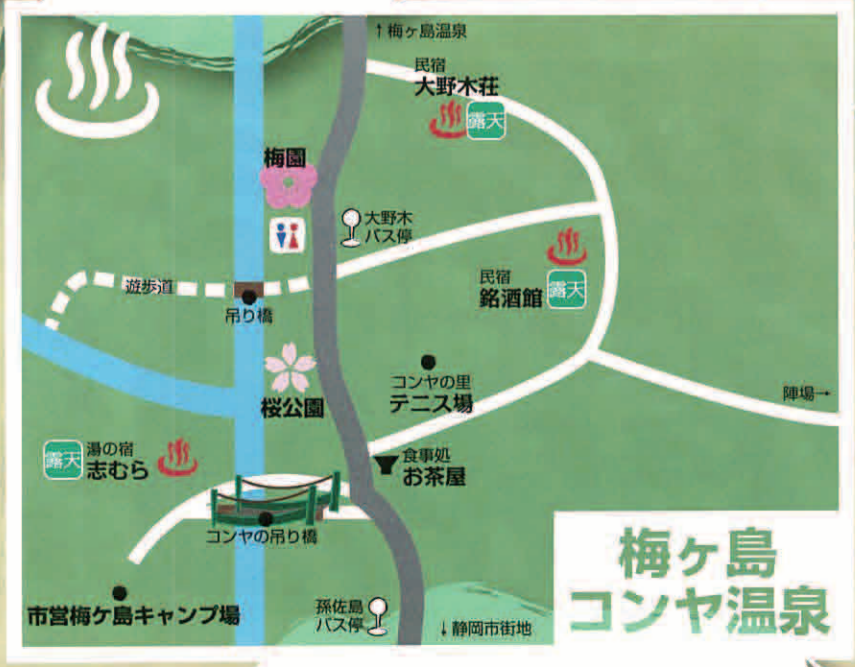 ↑梅ヶ島温泉
民宿
大野木荘
露天
梅園
大野木
バス停
民宿
銘酒館
露天
遊歩道
吊り橋
コンヤの里
テニス場
桜公園
陣場→
露天
湯の宿
志むら
食事処
お茶屋
コンヤの吊り橋
市営梅ケ島キャンプ場
孫佐島
バス停
↓静岡市街地
梅ヶ島
コンヤ温泉